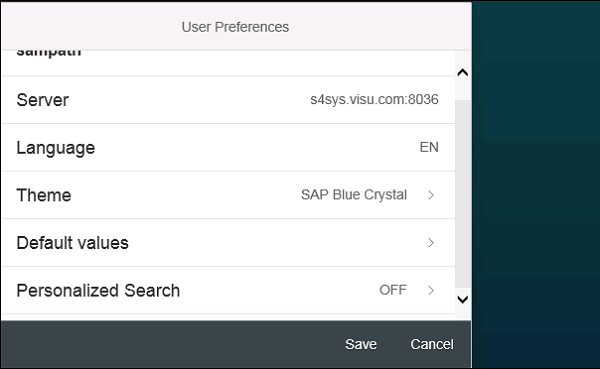 User Preferences
sampath
Server s4sys.visu.com:8036
Language EN
Theme SAP Blue Crystal
Default values
Personalized Search OFF
Save Cancel